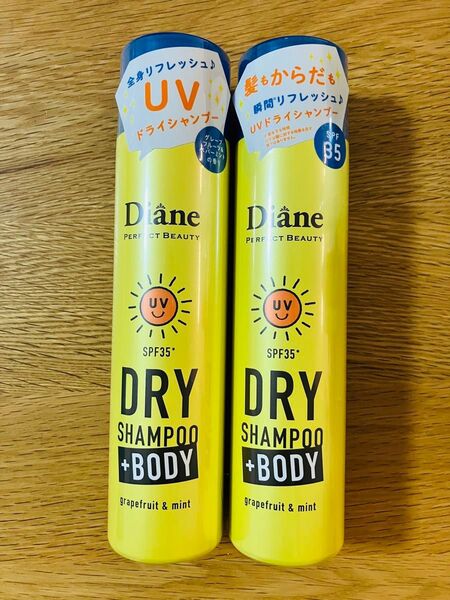 全身リフレッシュ♪
UV
ドライシャンプー
グレープ
フルーツ
の香り
Diane
PERFECT BEAUTY
UV
SPF35*
DRY
SHAMPOO
+BODY
grapefruit & mint
髪もからだも
瞬間*リフレッシュ♪
UVドライシャンプー
SPF
35
Diane
PERFECT BEAUTY
UV
SPF35*
DRY
SHAMPOO
+BODY
grapefruit & mint